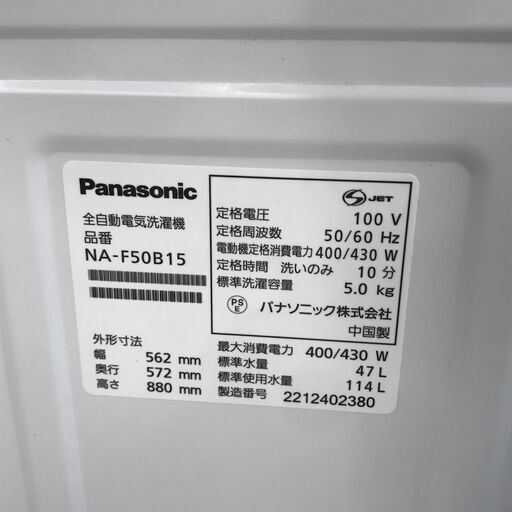 Panasonic
全自動電気洗濯機
品番
NA-F50B15
外形寸法
幅 562 mm
奥行 572 mm
高さ 880 mm
S JET
定格電圧 100 V
定格周波数 50/60 Hz
電動機定格消費電力 400/430 W
定格時間 洗いのみ 10 分
標準洗濯容量 5.0 kg
PS E パナソニック株式会社
中国製
最大消費電力 400/430 W
標準水量 47 L
標準使用水量 114 L
製造番号 2212402380